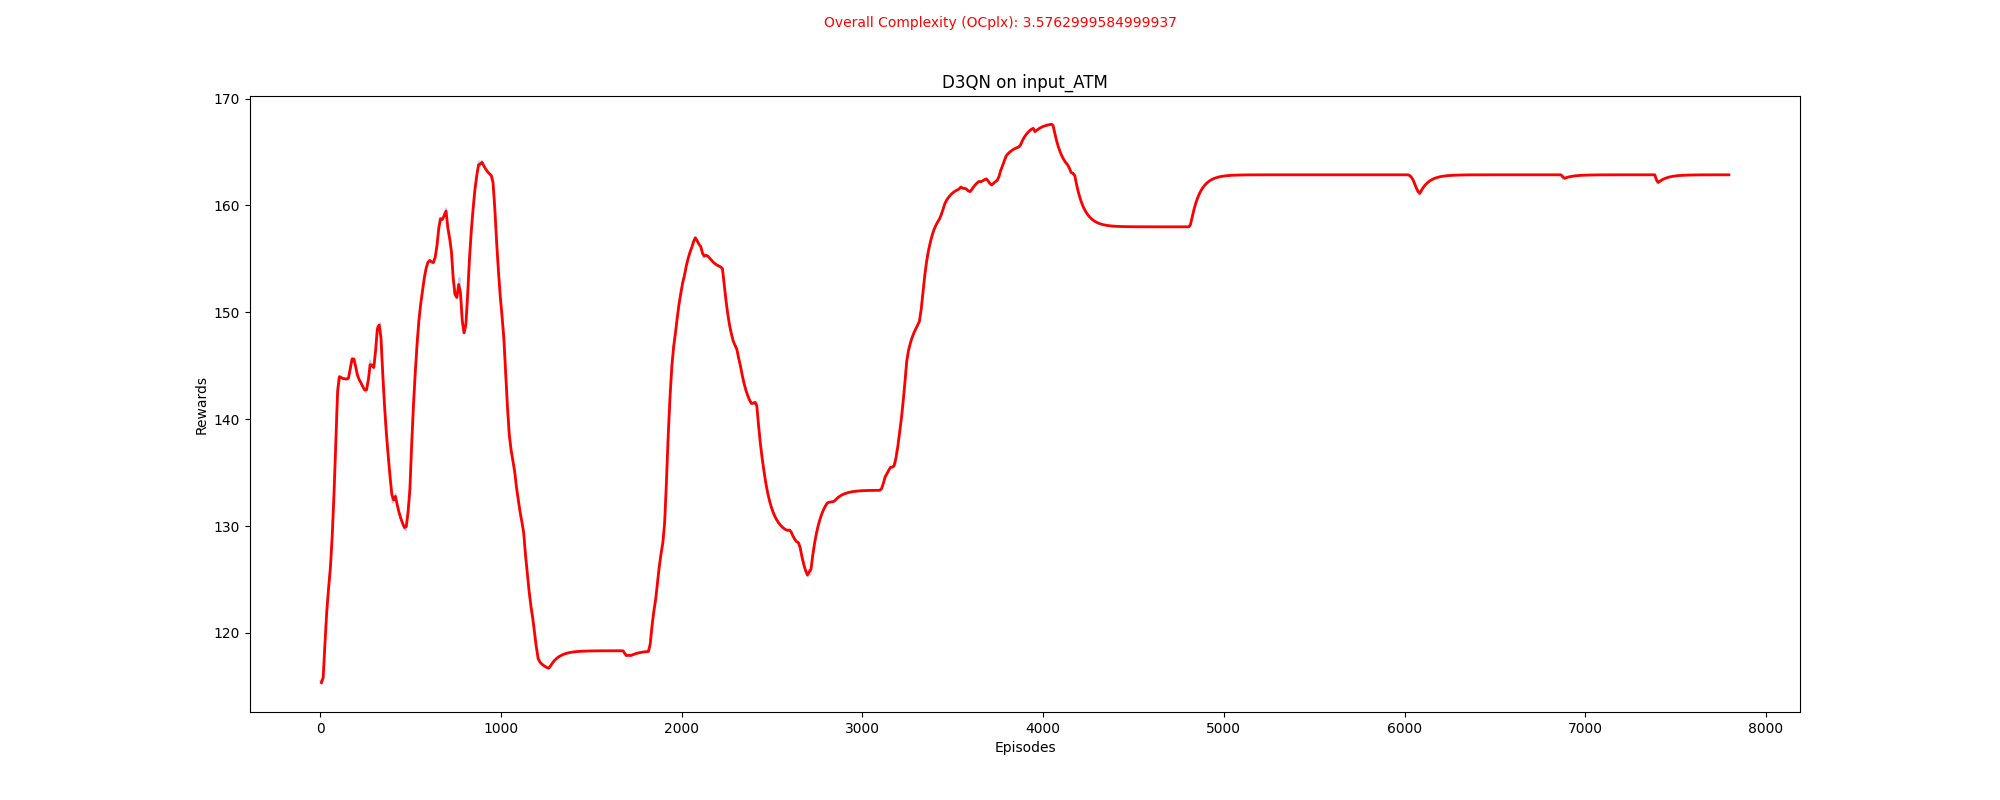 Overall Complexity (OCplx): 3.5762999584999937
D3QN on input_ATM
170
160
150
140
130
120
Rewards
0 1000 2000 3000 4000 5000 6000 7000 8000
Episodes